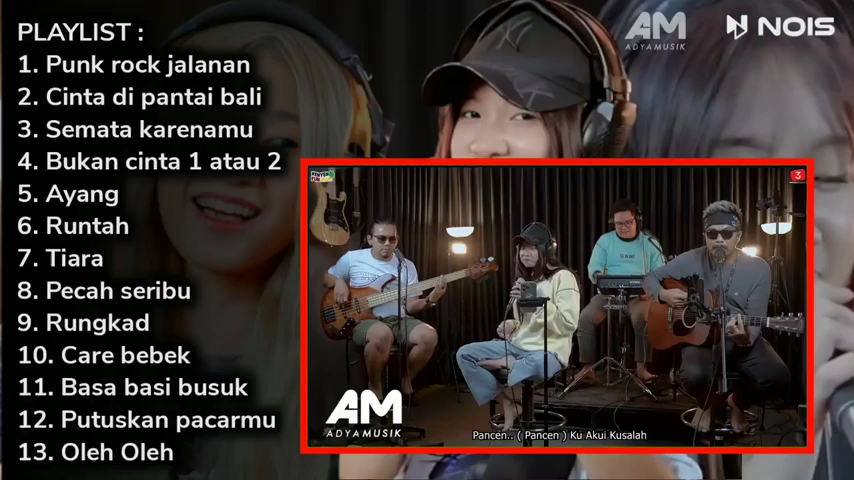 PLAYLIST :
1. Punk rock jalanan
2. Cinta di pantai bali
3. Semata karenamu
4. Bukan cinta 1 atau 2
5. Ayang
6. Runtah
7. Tiara
8. Pecah seribu
9. Rungkad
10. Care bebek
11. Basa basi busuk
12. Putuskan pacarmu
13. Oleh Oleh
AM
ADYAMUSIK
NOIS
3
AM
ADYAMUSIK
Pancen.. ( Pancen ) Ku Akui Kusalah